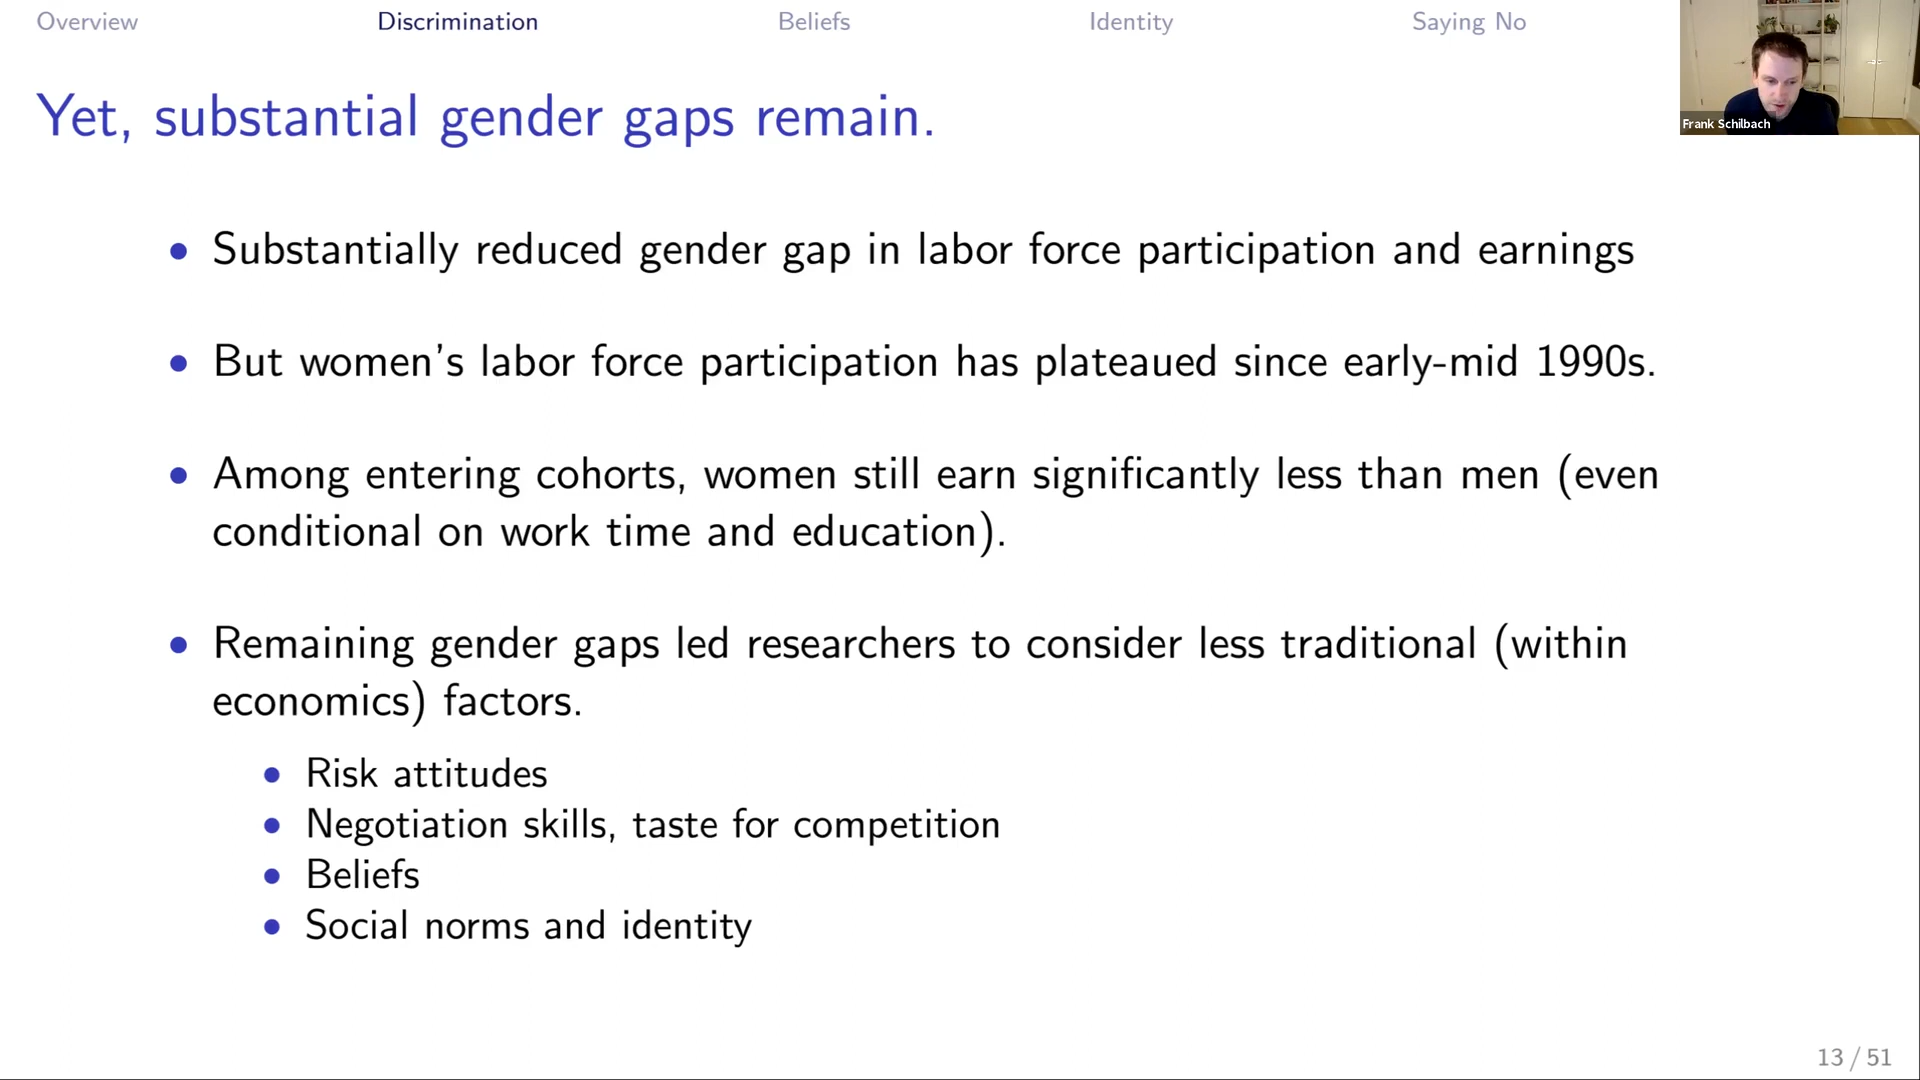 Overview Discrimination Beliefs Identity Saying No
Frank Schilbach
Yet, substantial gender gaps remain.
• Substantially reduced gender gap in labor force participation and earnings
• But women's labor force participation has plateaued since early-mid 1990s.
• Among entering cohorts, women still earn significantly less than men (even
conditional on work time and education).
• Remaining gender gaps led researchers to consider less traditional (within
economics) factors.
• Risk attitudes
• Negotiation skills, taste for competition
• Beliefs
• Social norms and identity
13 / 51